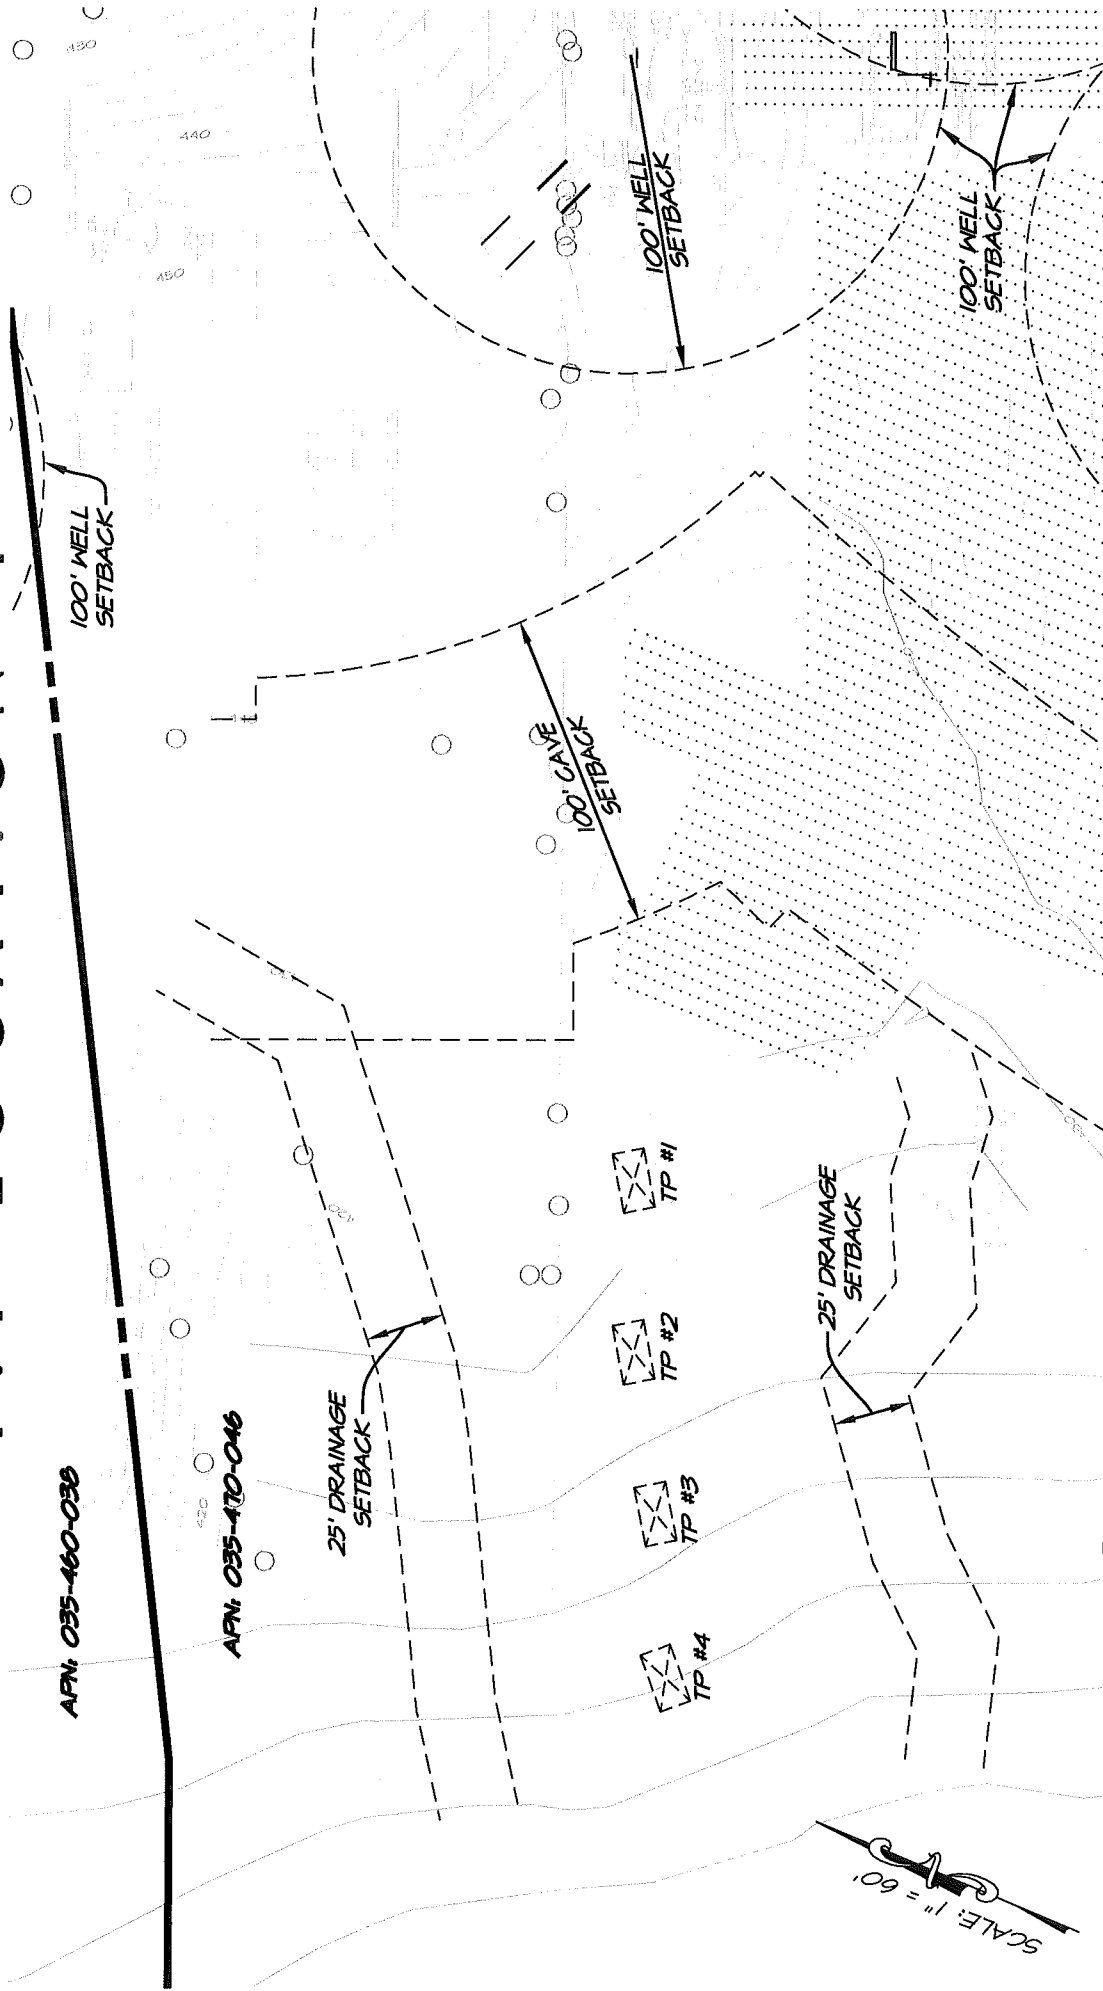 APN: 035-460-038
APN: 035-470-046
100' WELL
SETBACK
25' DRAINAGE
SETBACK
100' CAVE
SETBACK
100' WELL
SETBACK
100' WELL
SETBACK
TP #4
TP #3
TP #2
TP #1
25' DRAINAGE
SETBACK
SCALE: 1" = 60'
420
420
450
440
430